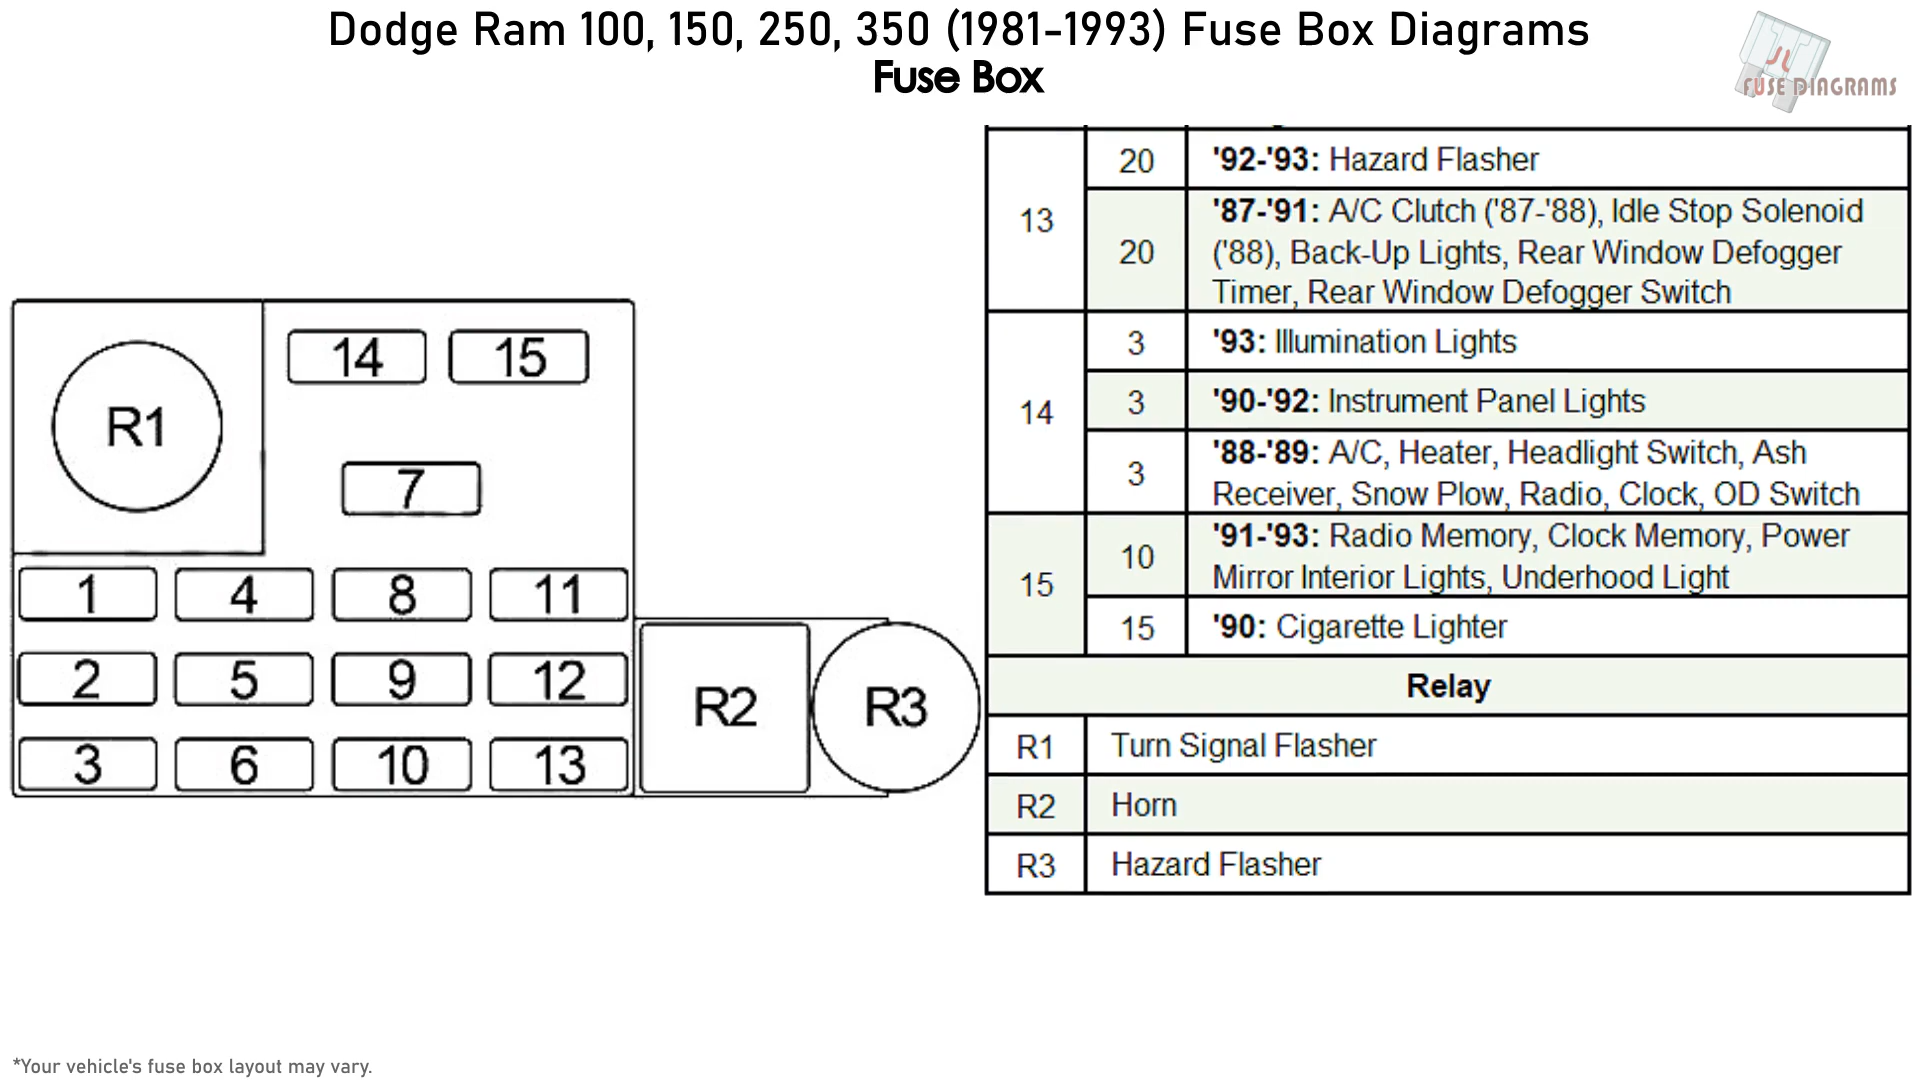 Dodge Ram 100, 150, 250, 350 (1981-1993) Fuse Box Diagrams
Fuse Box
JL
FUSE DIAGRAMS
R1
14
15
7
1
4
8
11
2
5
9
12
3
6
10
13
R2
R3
13
20
'92-'93: Hazard Flasher
20
'87-'91: A/C Clutch ('87-'88), Idle Stop Solenoid
('88), Back-Up Lights, Rear Window Defogger
Timer, Rear Window Defogger Switch
14
3
'93: Illumination Lights
3
'90-'92: Instrument Panel Lights
3
'88-'89: A/C, Heater, Headlight Switch, Ash
Receiver, Snow Plow, Radio, Clock, OD Switch
15
10
'91-'93: Radio Memory, Clock Memory, Power
Mirror Interior Lights, Underhood Light
15
'90: Cigarette Lighter
Relay
R1
Turn Signal Flasher
R2
Horn
R3
Hazard Flasher
*Your vehicle's fuse box layout may vary.